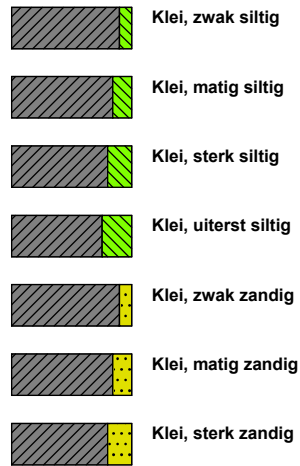 Klei, zwak siltig
Klei, matig siltig
Klei, sterk siltig
Klei, uiterst siltig
Klei, zwak zandig
Klei, matig zandig
Klei, sterk zandig